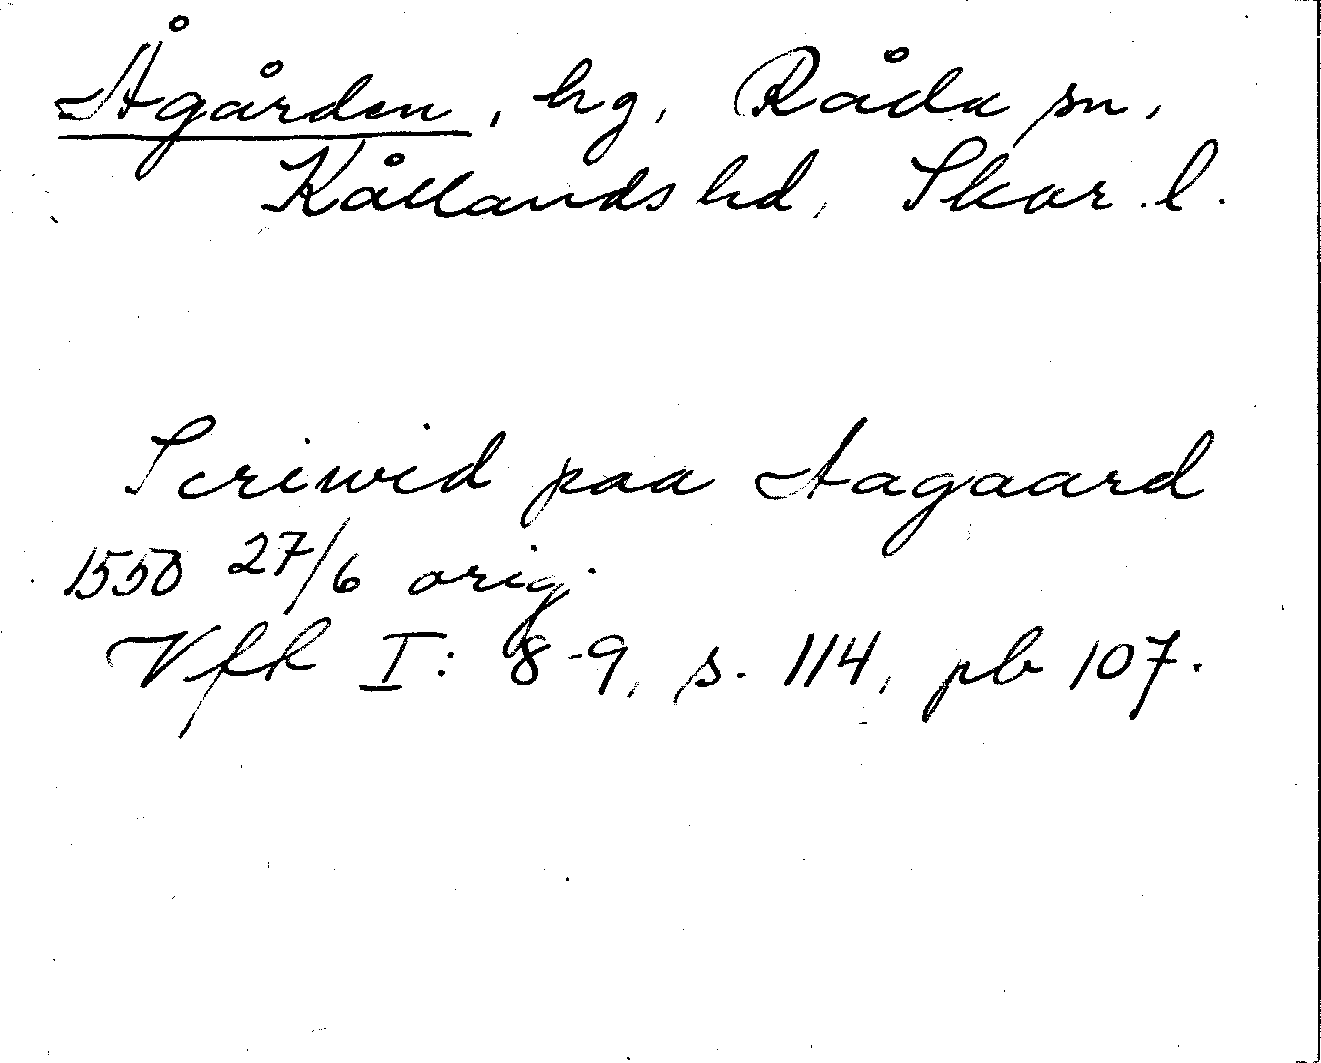 Ågården, hg, Råda sn,
Kållands hd, Skar. l.
Scriwid paa Aagaard
1550 27/6 orig.
Vfk I: 8-9, s. 114, pb 107.